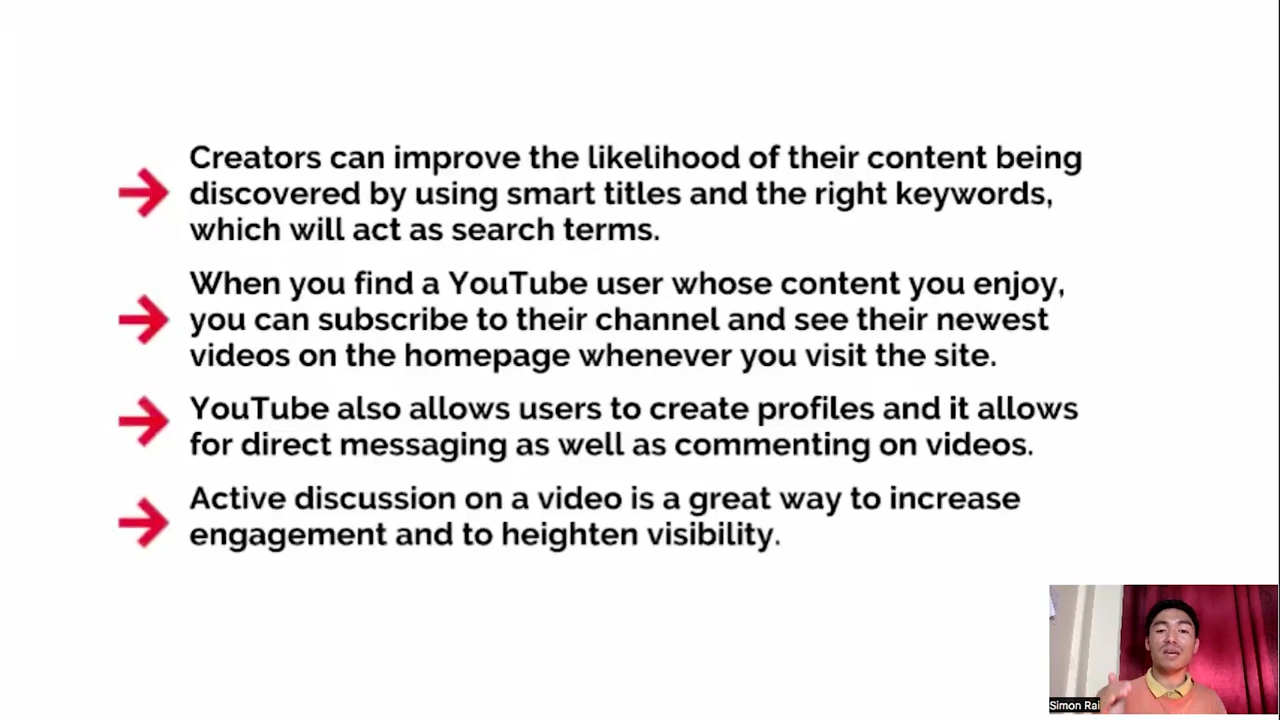 Creators can improve the likelihood of their content being
discovered by using smart titles and the right keywords,
which will act as search terms.
When you find a YouTube user whose content you enjoy,
you can subscribe to their channel and see their newest
videos on the homepage whenever you visit the site.
YouTube also allows users to create profiles and it allows
for direct messaging as well as commenting on videos.
Active discussion on a video is a great way to increase
engagement and to heighten visibility.
Simon Rai